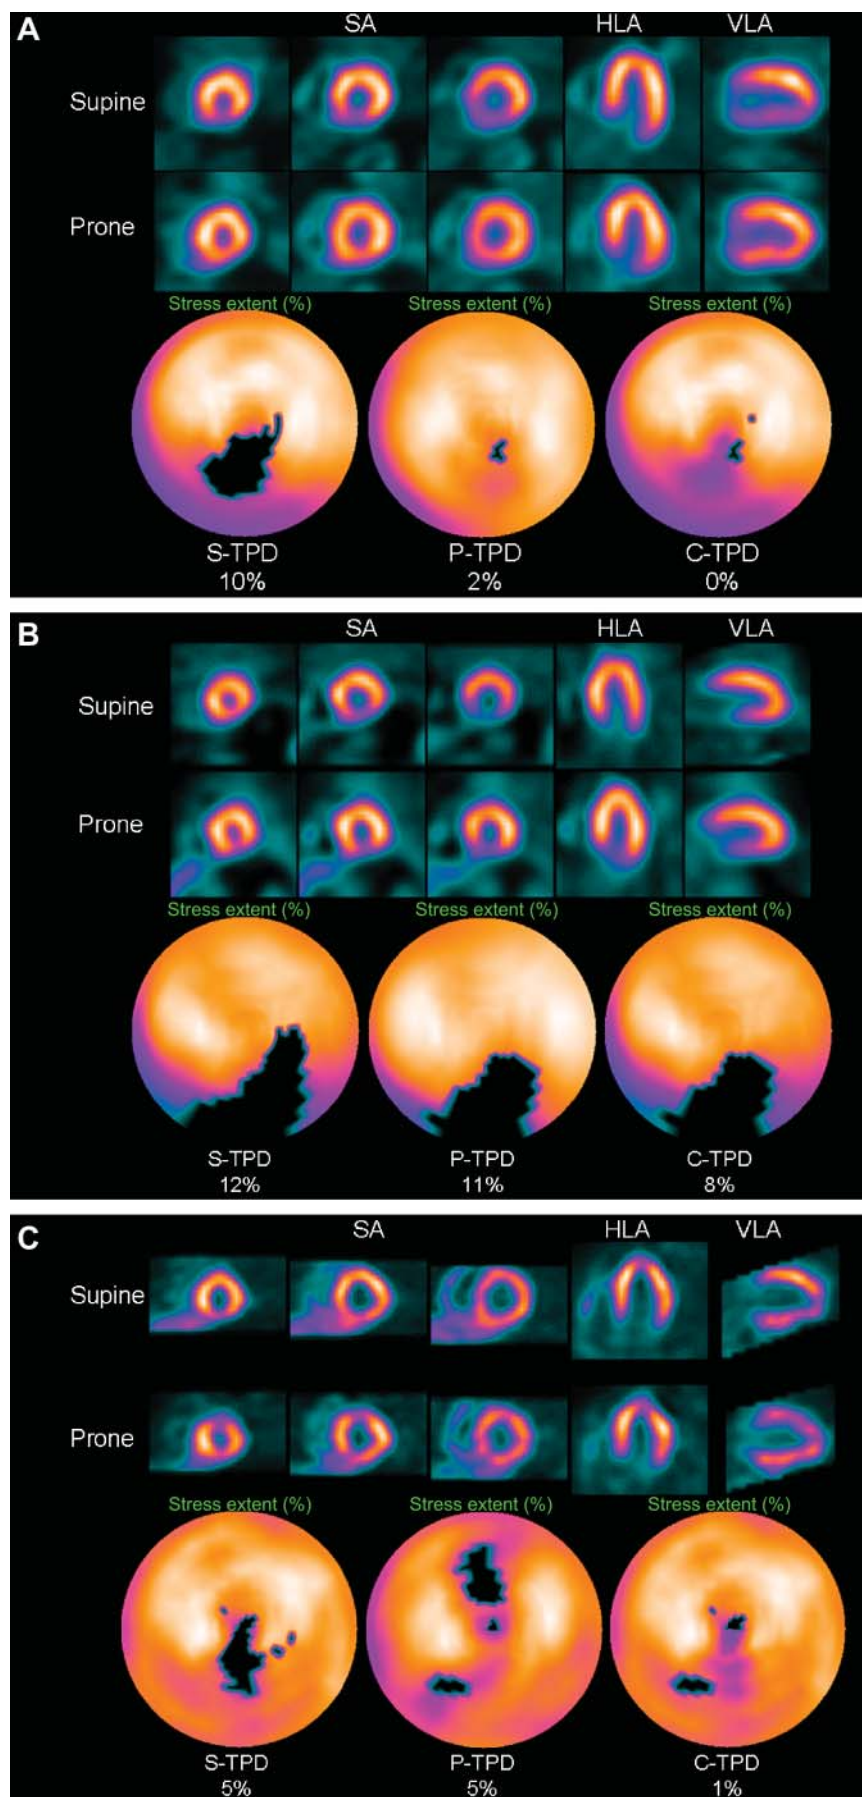 A
SA HLA VLA
Supine
Prone
Stress extent (%) Stress extent (%) Stress extent (%)
S-TPD P-TPD C-TPD
10% 2% 0%
B
SA HLA VLA
Supine
Prone
Stress extent (%) Stress extent (%) Stress extent (%)
S-TPD P-TPD C-TPD
12% 11% 8%
C
SA HLA VLA
Supine
Prone
Stress extent (%) Stress extent (%) Stress extent (%)
S-TPD P-TPD C-TPD
5% 5% 1%